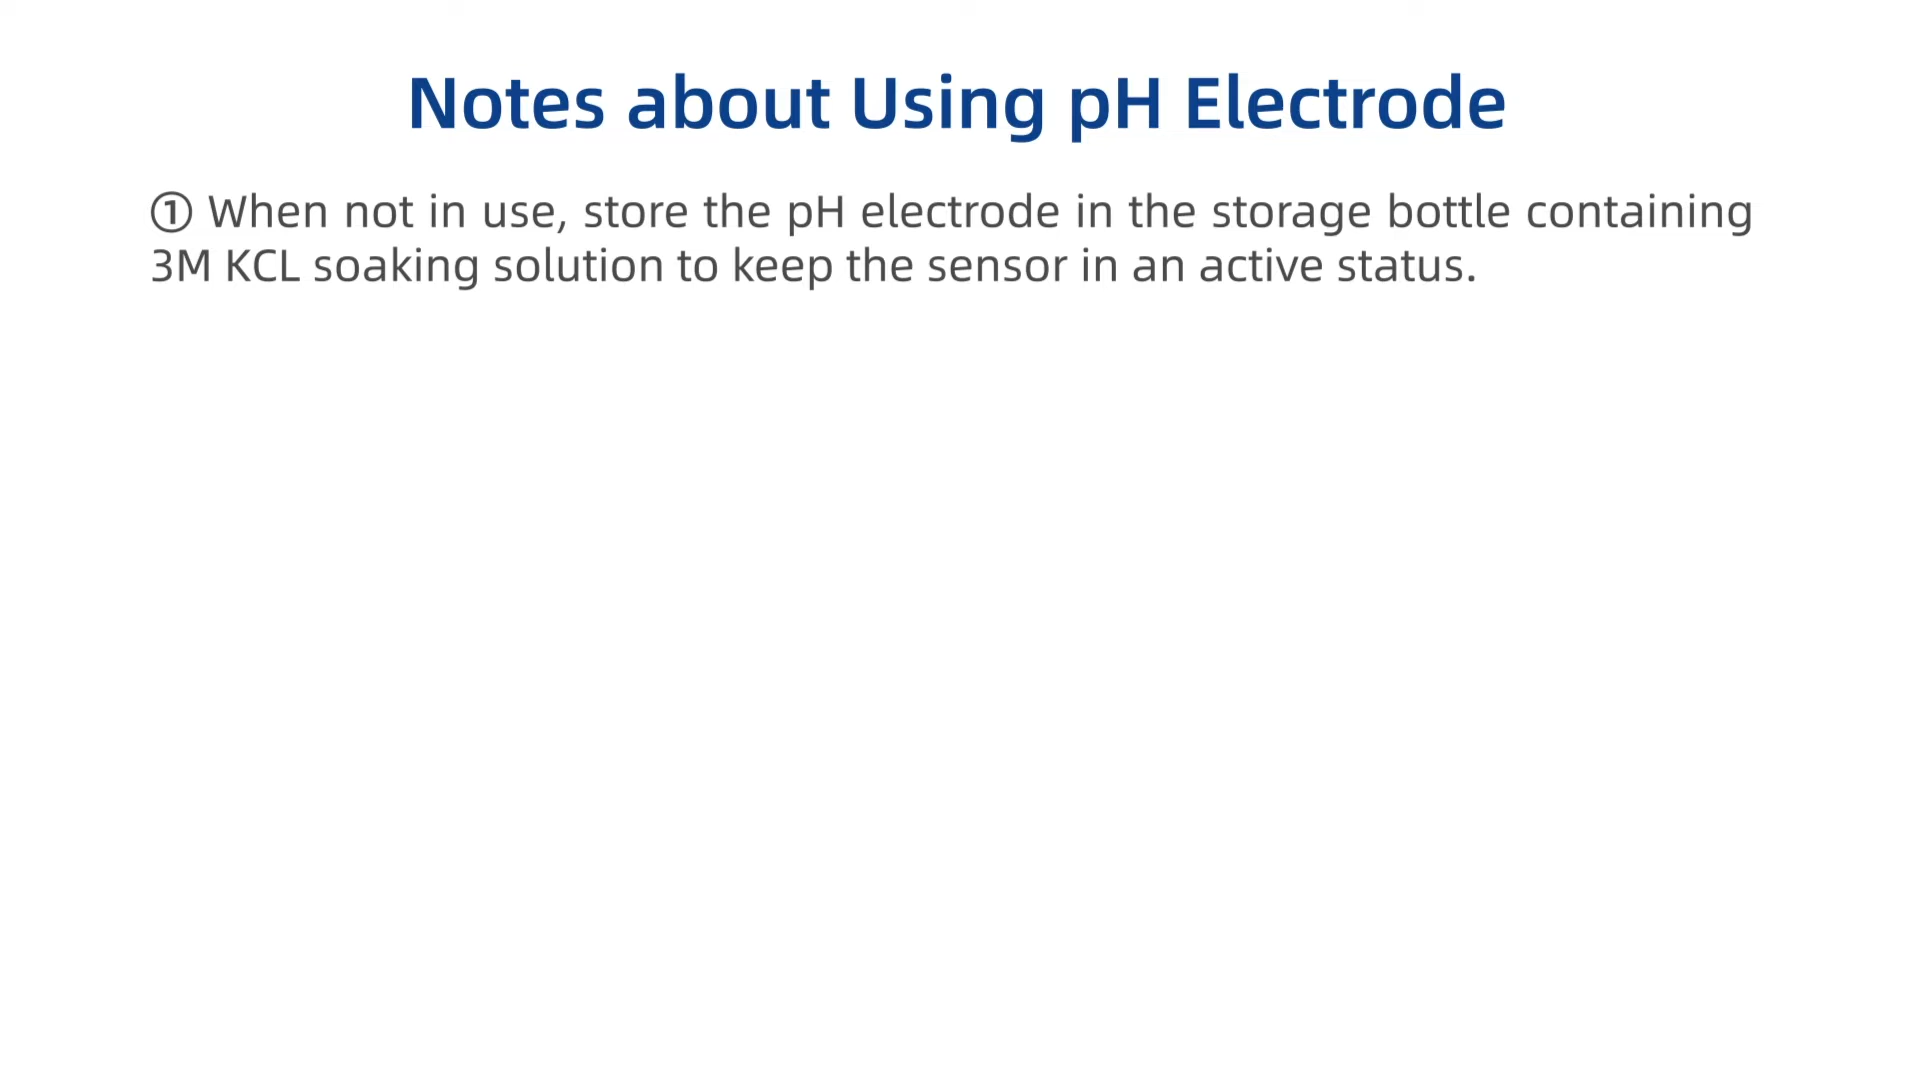 Notes about Using pH Electrode
① When not in use, store the pH electrode in the storage bottle containing
3M KCL soaking solution to keep the sensor in an active status.